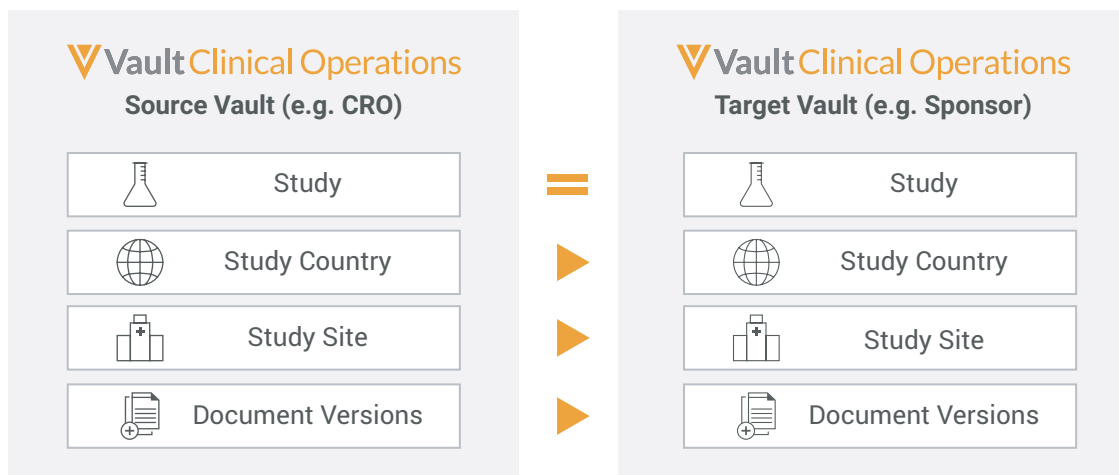 Vault Clinical Operations
Source Vault (e.g. CRO)
Study
Study Country
Study Site
Document Versions
=
Vault Clinical Operations
Target Vault (e.g. Sponsor)
Study
Study Country
Study Site
Document Versions